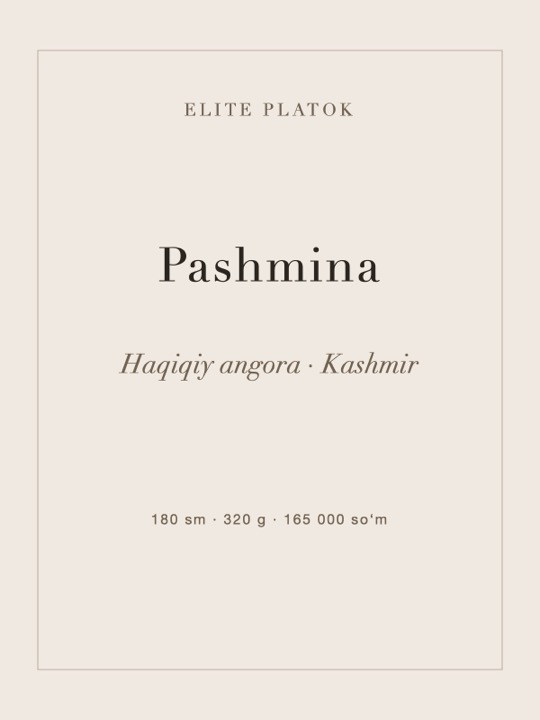 ELITE PLATOK
Pashmina
Haqiqiy angora · Kashmir
180 sm · 320 g · 165 000 so'm